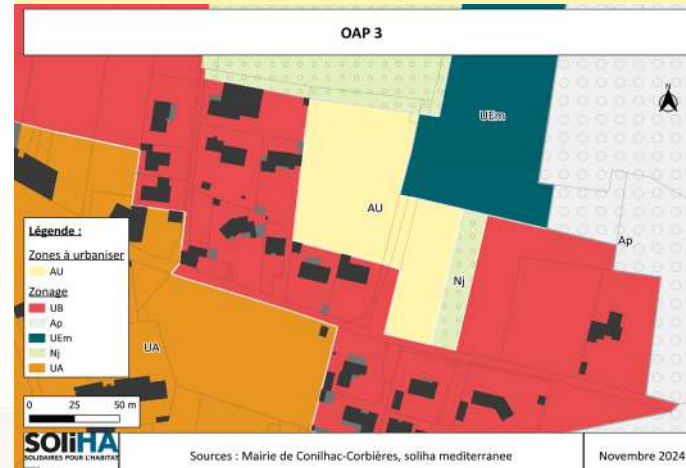 OAP 3
N
UEm
AU
Ap
Nj
UA
Légende :
Zones à urbaniser
AU
Zonage
UB
Ap
UEm
Nj
UA
0 25 50 m
SOLiHA
SOLIDAIRES POUR L'HABITAT
Sources : Mairie de Conilhac-Corbières, soliha mediterranee
Novembre 2024